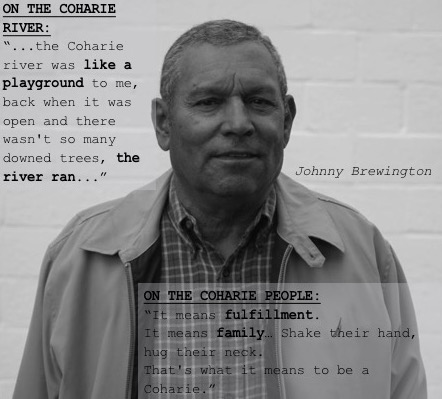 ON THE COHARIE
RIVER:
“...the Coharie
river was like a
playground to me,
back when it was
open and there
wasn't so many
downed trees, the
river ran...”
Johnny Brewington
ON THE COHARIE PEOPLE:
“It means fulfillment.
It means family… Shake their hand,
hug their neck.
That's what it means to be a
Coharie.”